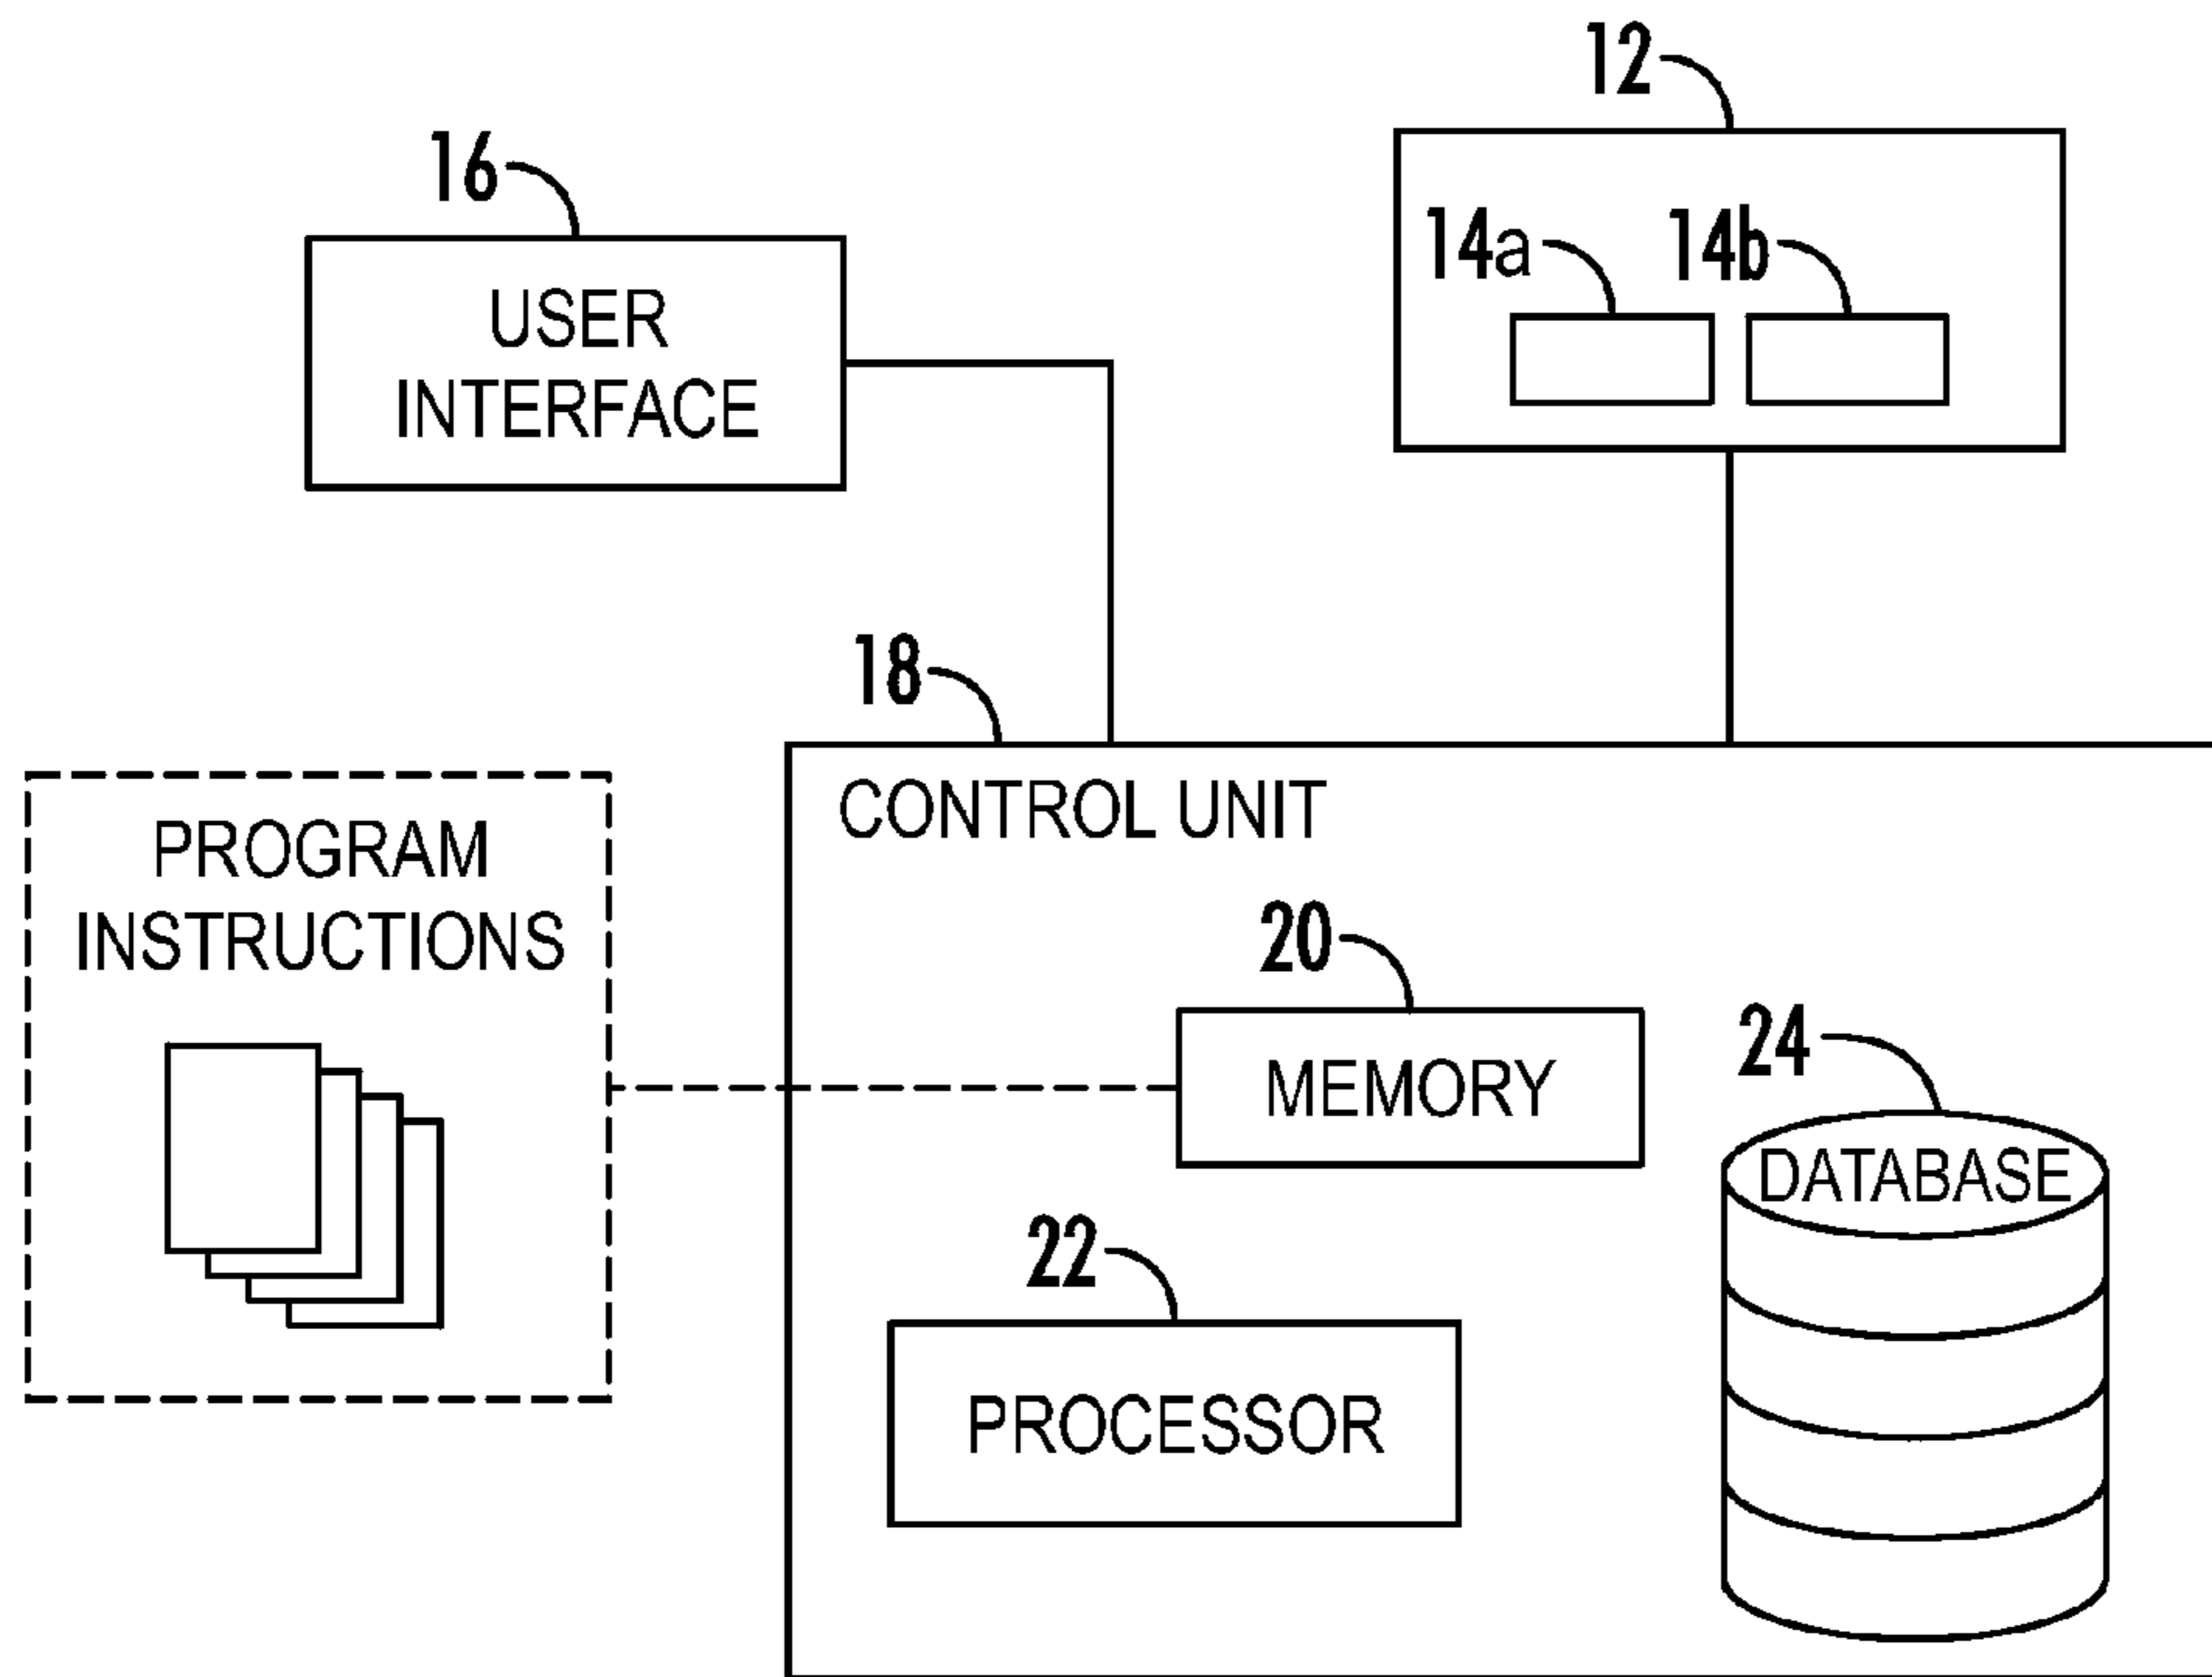 12
16
14a
14b
USER
INTERFACE
18
CONTROL UNIT
PROGRAM
INSTRUCTIONS
20
MEMORY
24
DATABASE
22
PROCESSOR